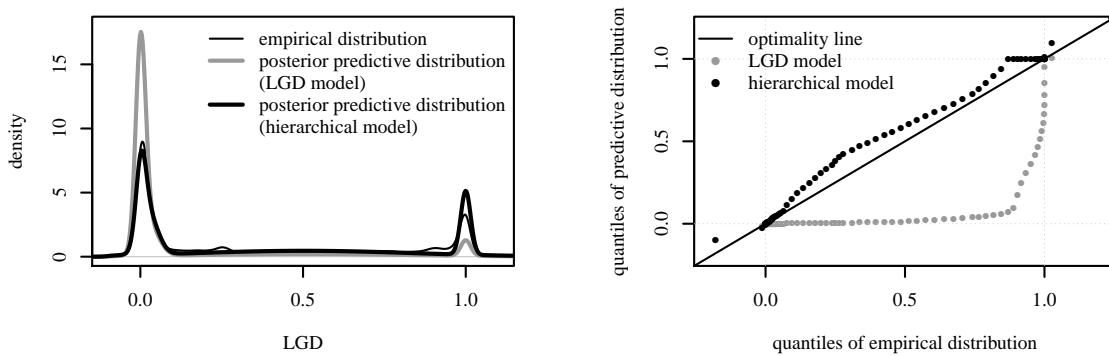 empirical distribution
posterior predictive distribution
(LGD model)
posterior predictive distribution
(hierarchical model)
density
0
5
10
15
0.0
0.5
1.0
LGD
optimality line
LGD model
hierarchical model
quantiles of predictive distribution
0.0
0.5
1.0
0.0
0.5
1.0
quantiles of empirical distribution